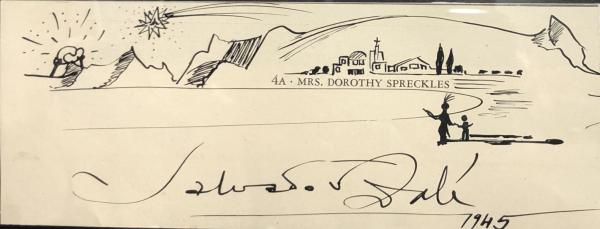 4A · MRS. DOROTHY SPRECKLES
Salvador Dalí
1945